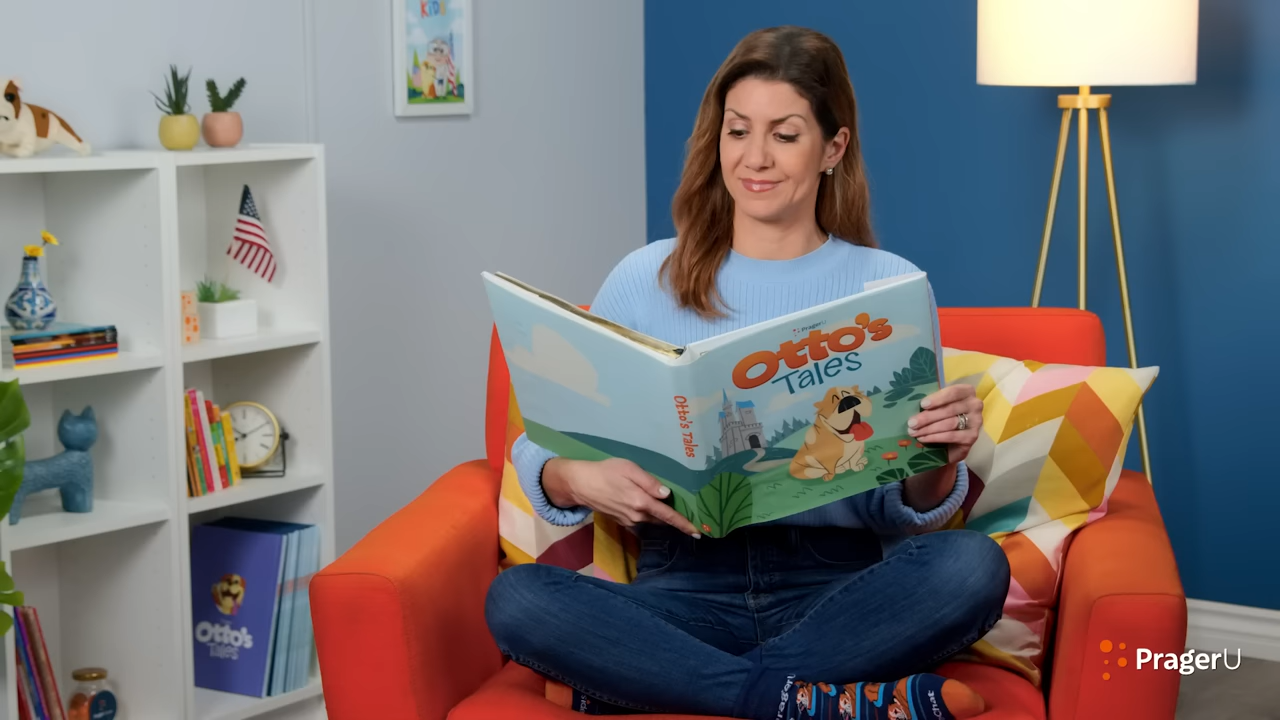 KIDS
PragerU
Otto's
Tales
Otto's Tales
Otto's
Tales
PragerU